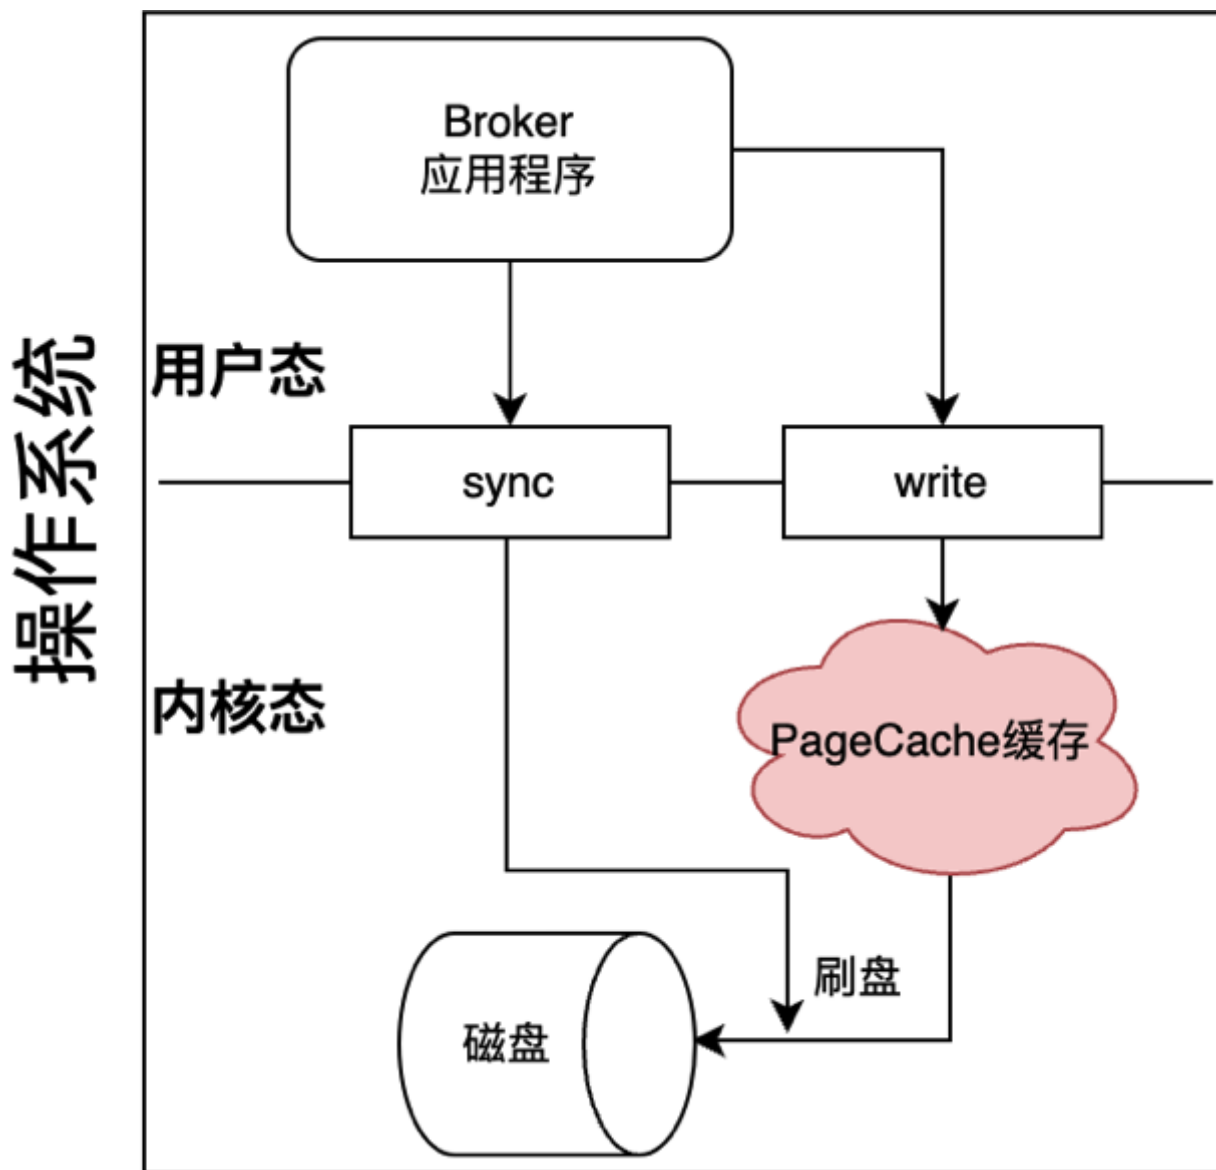 Broker
应用程序
操作系统
用户态
sync
write
内核态
PageCache缓存
刷盘
磁盘